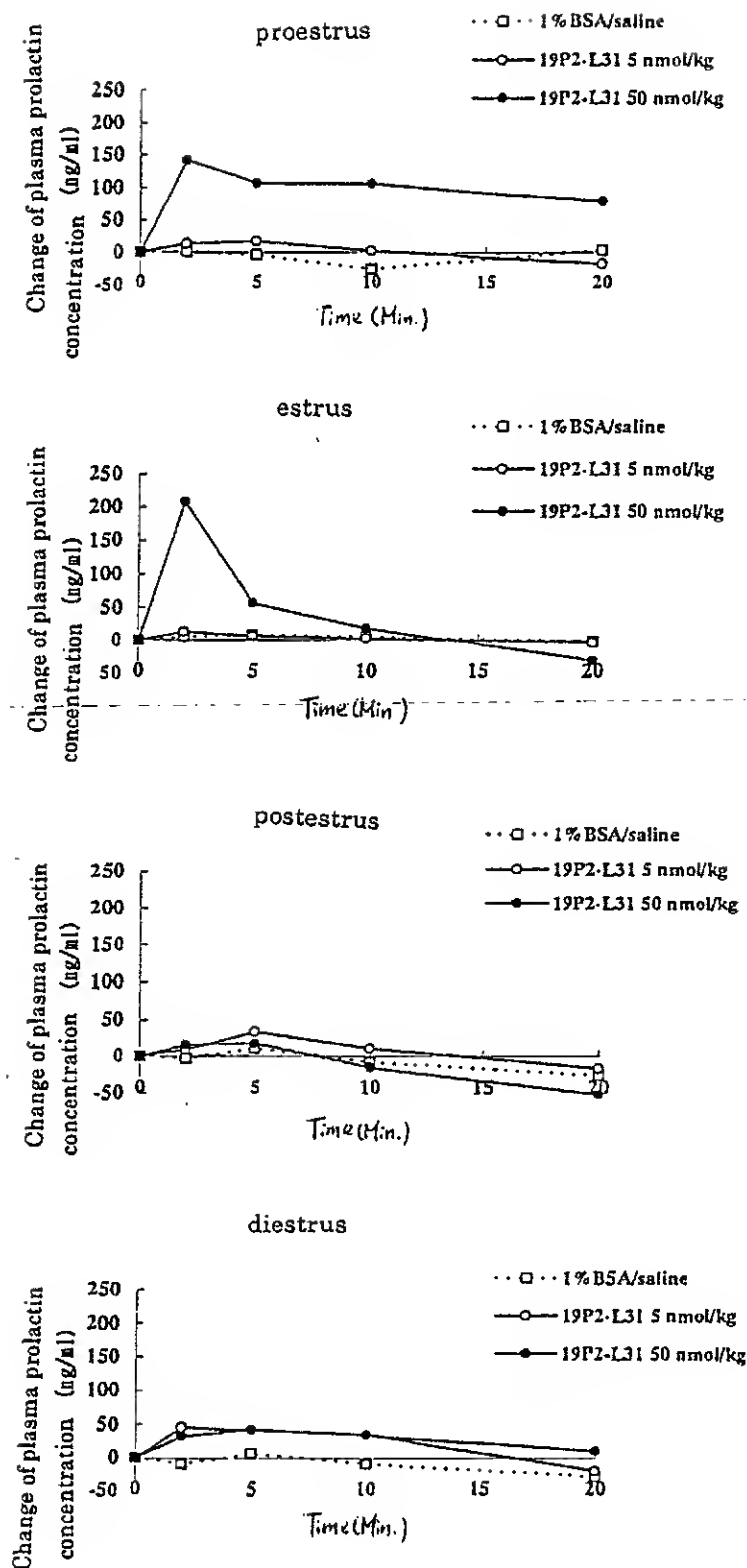 proestrus
1%BSA/saline
19P2-L31 5 nmol/kg
19P2-L31 50 nmol/kg
Change of plasma prolactin
concentration (ng/ml)
250
200
150
100
50
0
-50
0 5 10 15 20
Time (Min.)
estrus
1%BSA/saline
19P2-L31 5 nmol/kg
19P2-L31 50 nmol/kg
Change of plasma prolactin
concentration (ng/ml)
250
200
150
100
50
0
50
0 5 10 15 20
Time (Min)
postestrus
1%BSA/saline
19P2-L31 5 nmol/kg
19P2-L31 50 nmol/kg
Change of plasma prolactin
concentration (ng/ml)
250
200
150
100
50
0
-50
0 5 10 15 20
Time (Min.)
diestrus
1%BSA/saline
19P2-L31 5 nmol/kg
19P2-L31 50 nmol/kg
Change of plasma prolactin
concentration (ng/ml)
250
200
150
100
50
0
-50
0 5 10 15 20
Time (Min.)